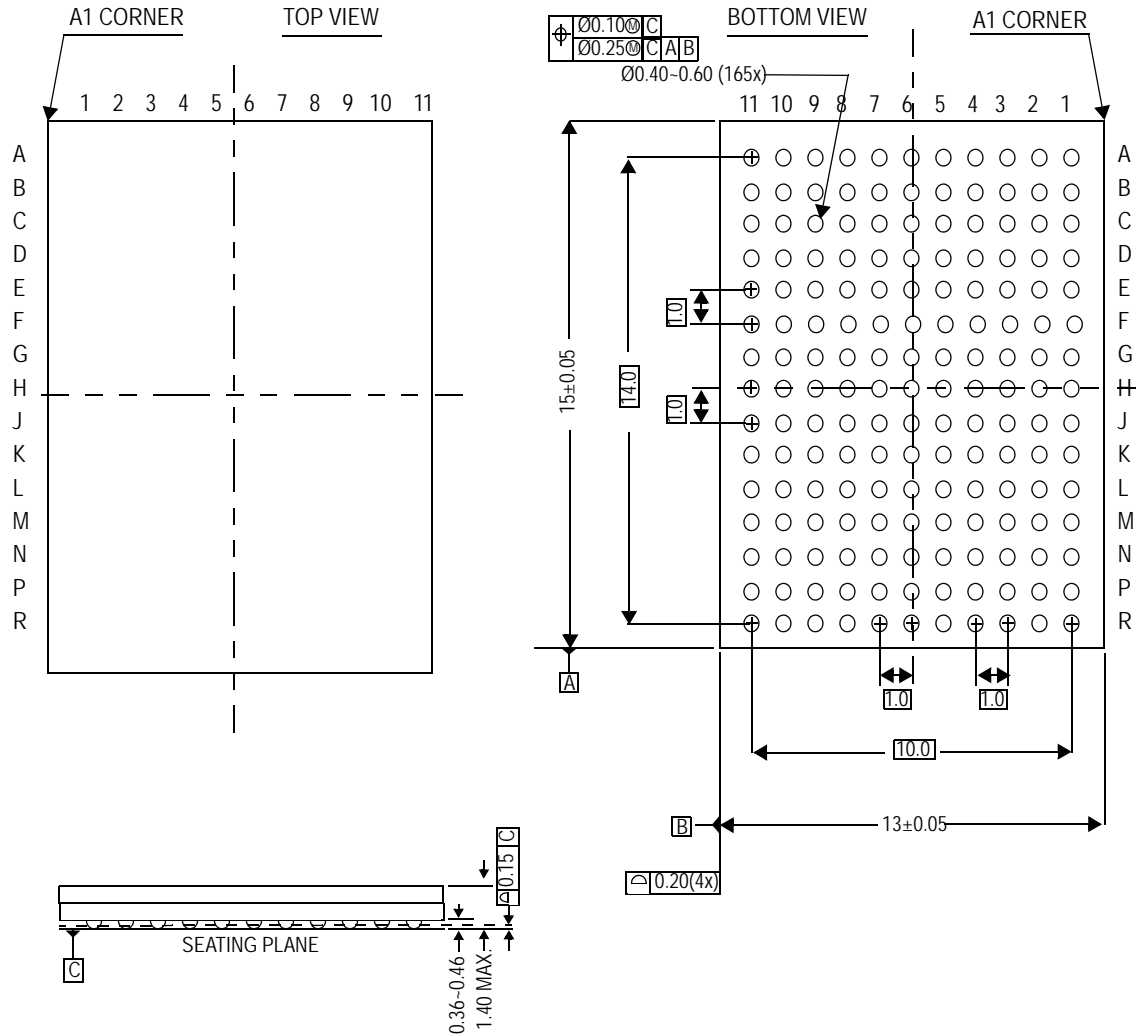 A1 CORNER
TOP VIEW
1 2 3 4 5 6 7 8 9 10 11
A
B
C
D
E
F
G
H
J
K
L
M
N
P
R
Ø0.10Ⓜ C
Ø0.25Ⓜ C A B
BOTTOM VIEW
A1 CORNER
Ø0.40~0.60 (165x)
11 10 9 8 7 6 5 4 3 2 1
A
B
C
D
E
F
G
H
J
K
L
M
N
P
R
1.0
1.0
14.0
15±0.05
A
1.0
1.0
10.0
B
13±0.05
0.20(4x)
0.15 C
SEATING PLANE
C
0.36~0.46
1.40 MAX.